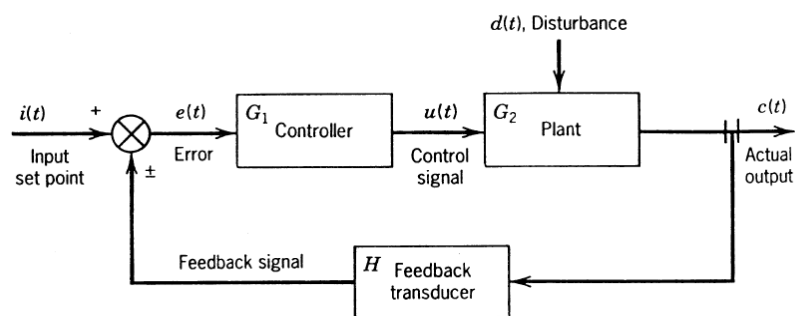 d(t), Disturbance
i(t)
+
e(t)
G₁
Controller
u(t)
G₂
Plant
c(t)
Input
set point
±
Error
Control
signal
Actual
output
Feedback signal
H
Feedback
transducer